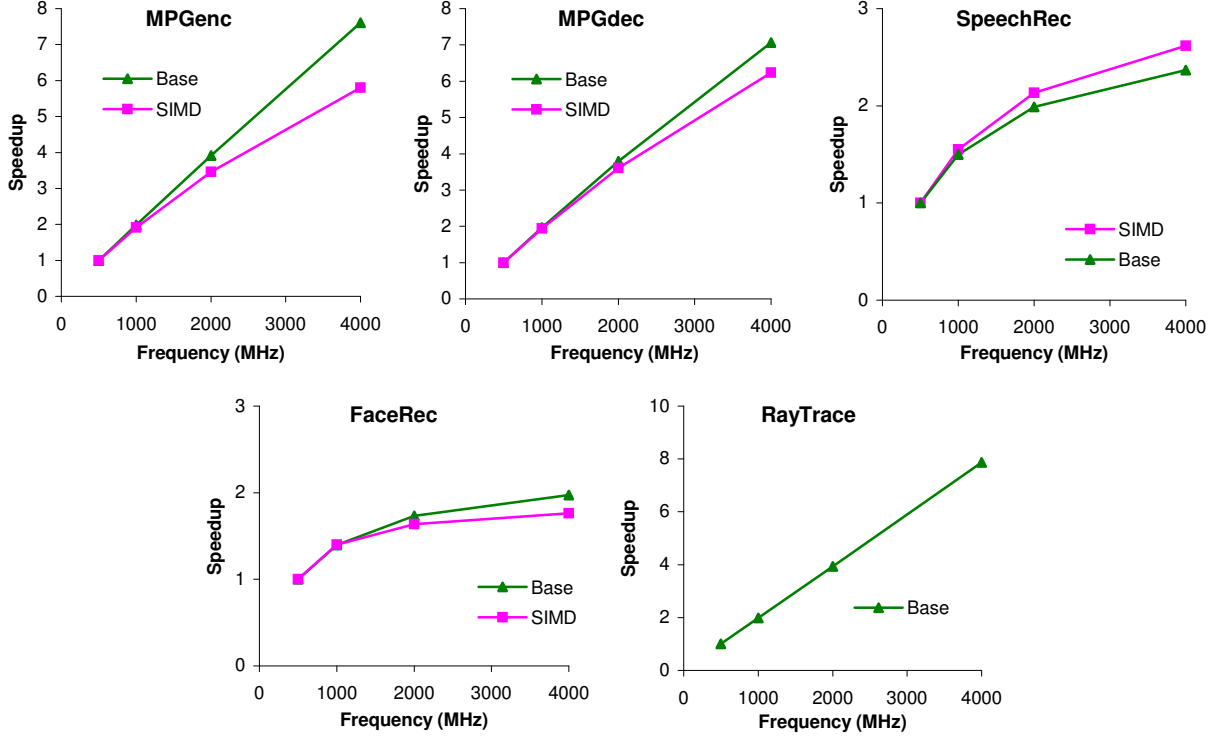 MPGenc
8
7
6
5
4
3
2
1
0
Speedup
Base
SIMD
0 1000 2000 3000 4000
Frequency (MHz)
MPGdec
8
7
6
5
4
3
2
1
0
Speedup
Base
SIMD
0 1000 2000 3000 4000
Frequency (MHz)
SpeechRec
3
2
1
0
Speedup
SIMD
Base
0 1000 2000 3000 4000
Frequency (MHz)
FaceRec
3
2
1
0
Speedup
Base
SIMD
0 1000 2000 3000 4000
Frequency (MHz)
RayTrace
10
8
6
4
2
0
Speedup
Base
0 1000 2000 3000 4000
Frequency (MHz)